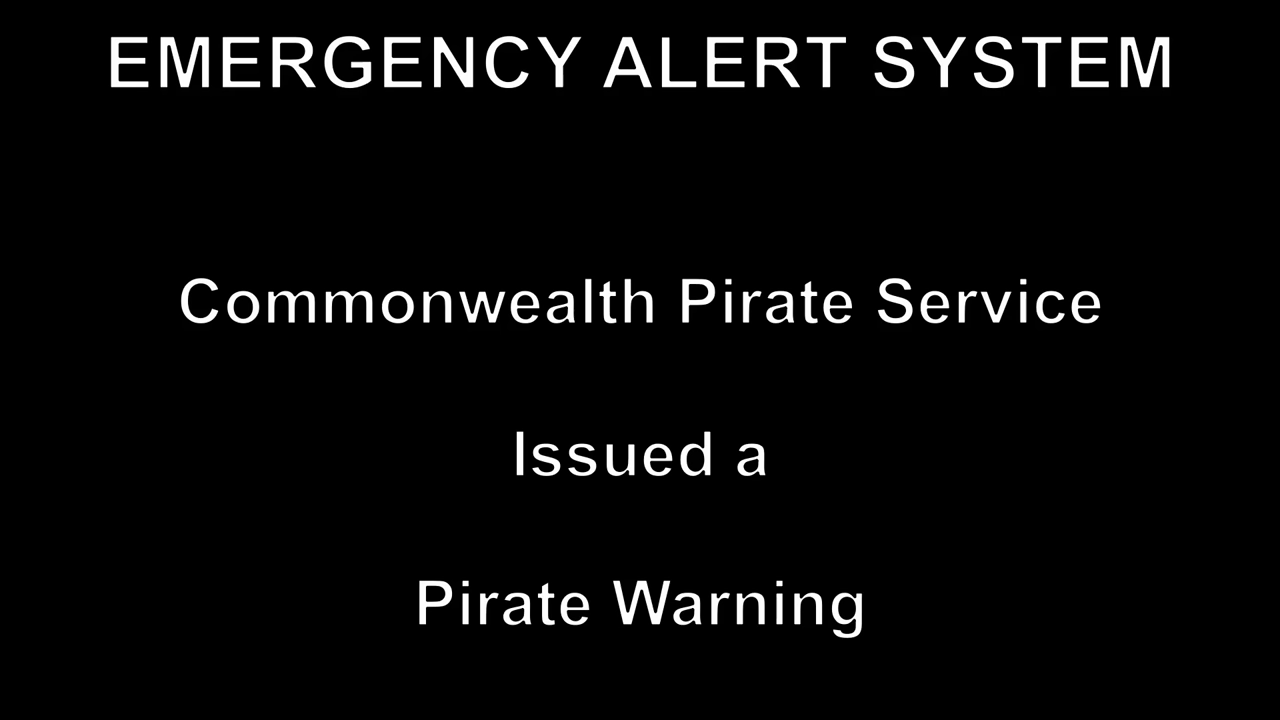 EMERGENCY ALERT SYSTEM
Commonwealth Pirate Service
Issued a
Pirate Warning